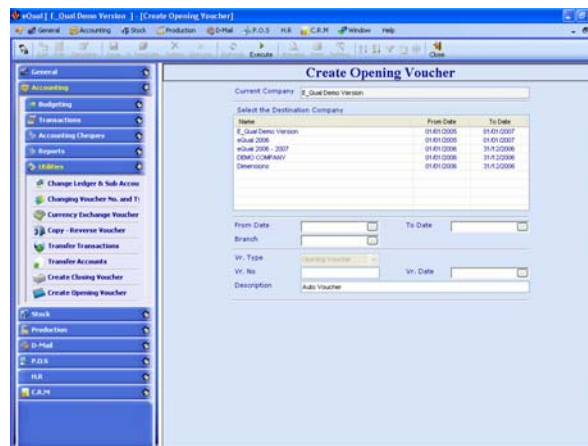 eQual [ E_Qual Demo Version ] - [Create Opening Voucher]
General Accounting Stock Production D-Mail P.O.S H.R C.R.M Window Help
Execute Close
General
Accounting
Budgeting
Transactions
Accounting Cheques
Reports
Utilities
Change Ledger & Sub Accou
Changing Voucher No. and T
Currency Exchange Voucher
Copy - Reverse Voucher
Transfer Transactions
Transfer Accounts
Create Closing Voucher
Create Opening Voucher
Stock
Production
D-Mail
P.O.S
H.R
C.R.M
Create Opening Voucher
Current Company E_Qual Demo Version
Select the Destination Company
Name From Date To Date
E_Qual Demo Version 01/01/2005 01/01/2007
eQual 2006 01/01/2006 01/01/2007
eQual 2006 - 2007 01/01/2006 31/12/2006
DEMO COMPANY 01/01/2006 31/12/2006
Dimensions 01/01/2006 31/12/2006
From Date To Date
Branch
Vr. Type Opening Voucher
Vr. No Vr. Date
Description Auto Voucher